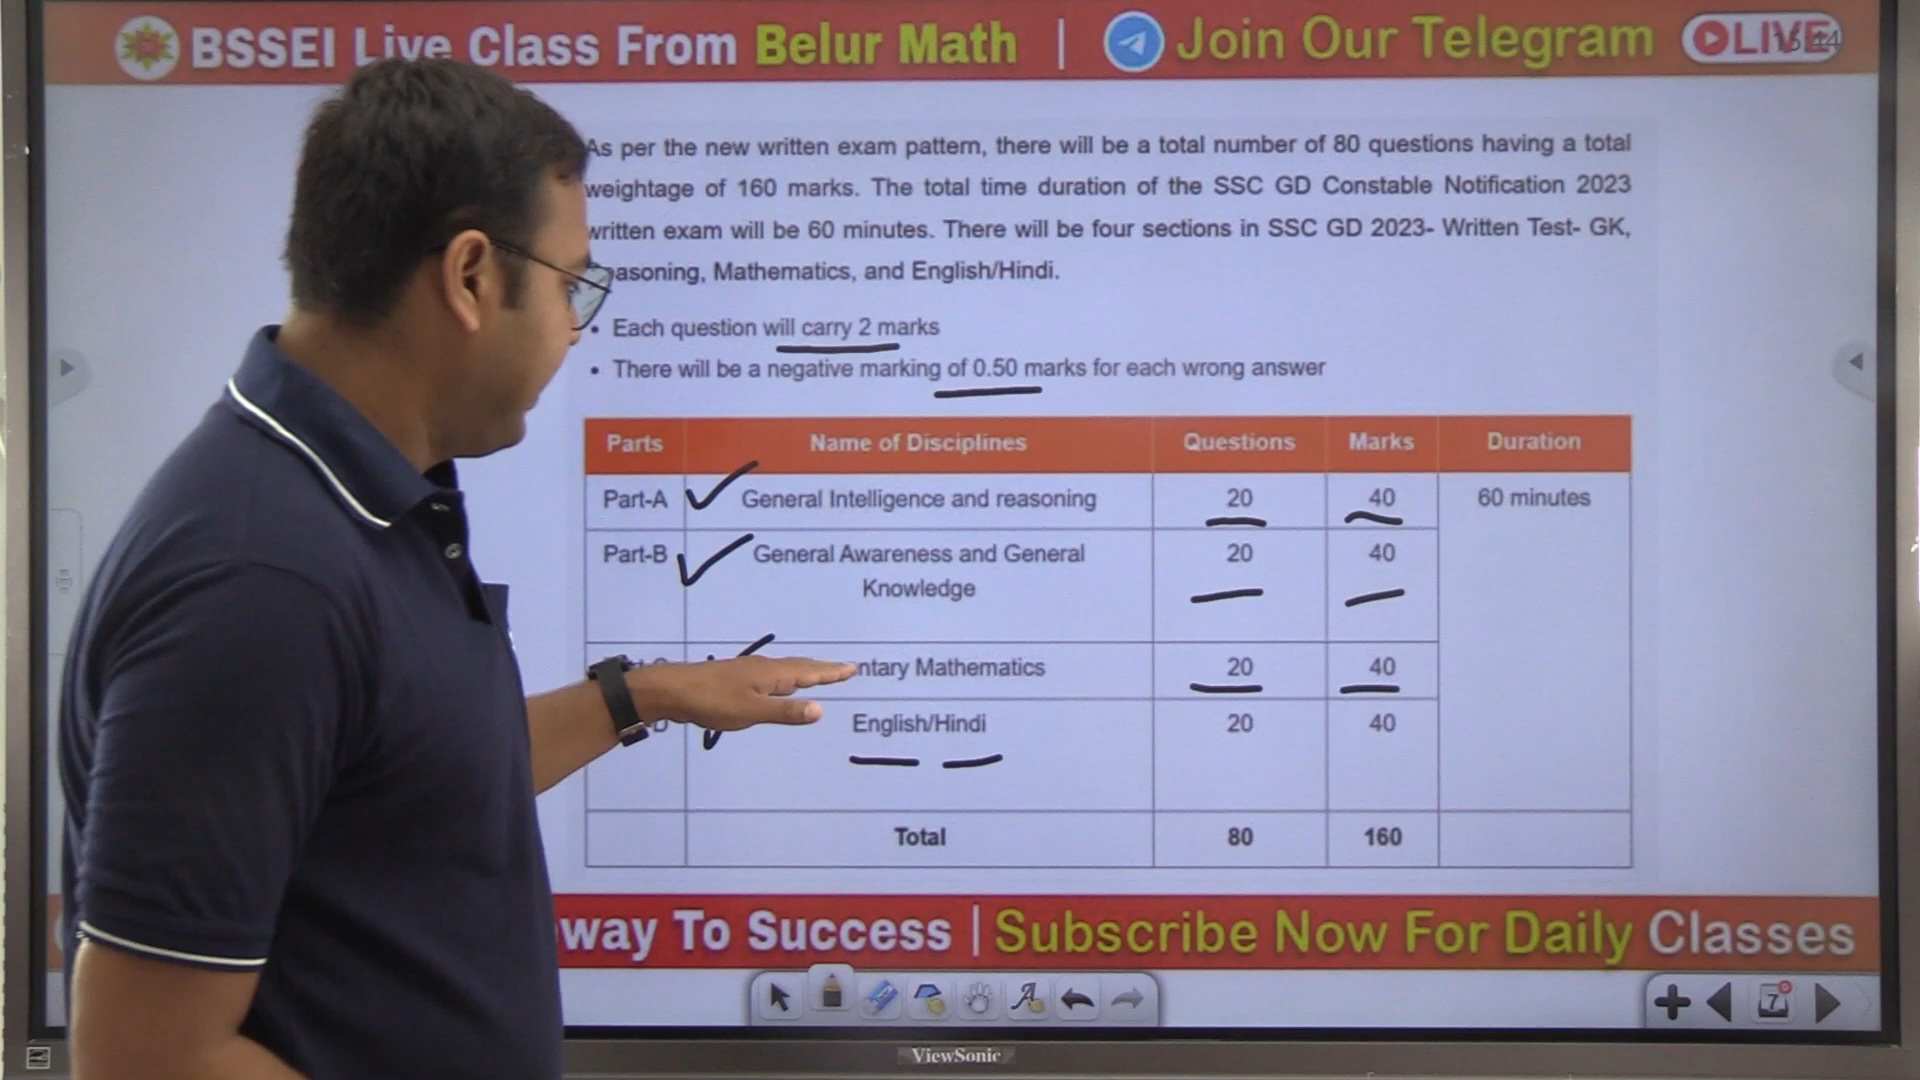 BSSEI Live Class From Belur Math | Join Our Telegram LIVE
As per the new written exam pattern, there will be a total number of 80 questions having a total
weightage of 160 marks. The total time duration of the SSC GD Constable Notification 2023
written exam will be 60 minutes. There will be four sections in SSC GD 2023- Written Test- GK,
Reasoning, Mathematics, and English/Hindi.
• Each question will carry 2 marks
• There will be a negative marking of 0.50 marks for each wrong answer
Parts Name of Disciplines Questions Marks Duration
Part-A General Intelligence and reasoning 20 40 60 minutes
Part-B General Awareness and General 20 40
Knowledge
ntary Mathematics 20 40
D English/Hindi 20 40
Total 80 160
way To Success | Subscribe Now For Daily Classes
7
ViewSonic